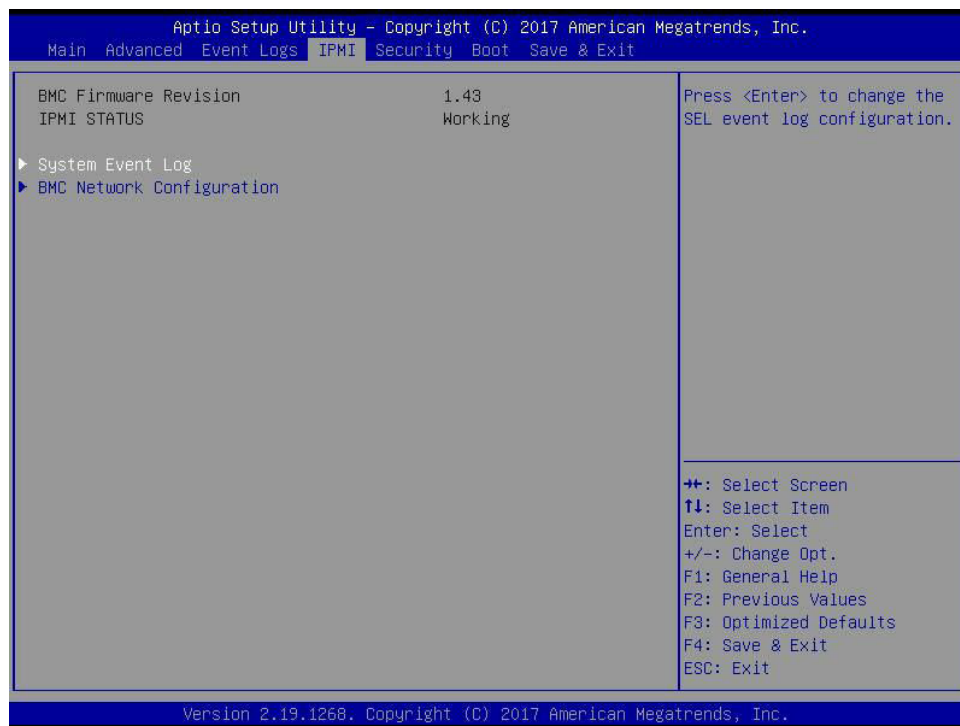 Aptio Setup Utility – Copyright (C) 2017 American Megatrends, Inc.
Main Advanced Event Logs IPMI Security Boot Save & Exit
BMC Firmware Revision 1.43
IPMI STATUS Working
System Event Log
BMC Network Configuration
Press <Enter> to change the
SEL event log configuration.
→←: Select Screen
↑↓: Select Item
Enter: Select
+/-: Change Opt.
F1: General Help
F2: Previous Values
F3: Optimized Defaults
F4: Save & Exit
ESC: Exit
Version 2.19.1268. Copyright (C) 2017 American Megatrends, Inc.